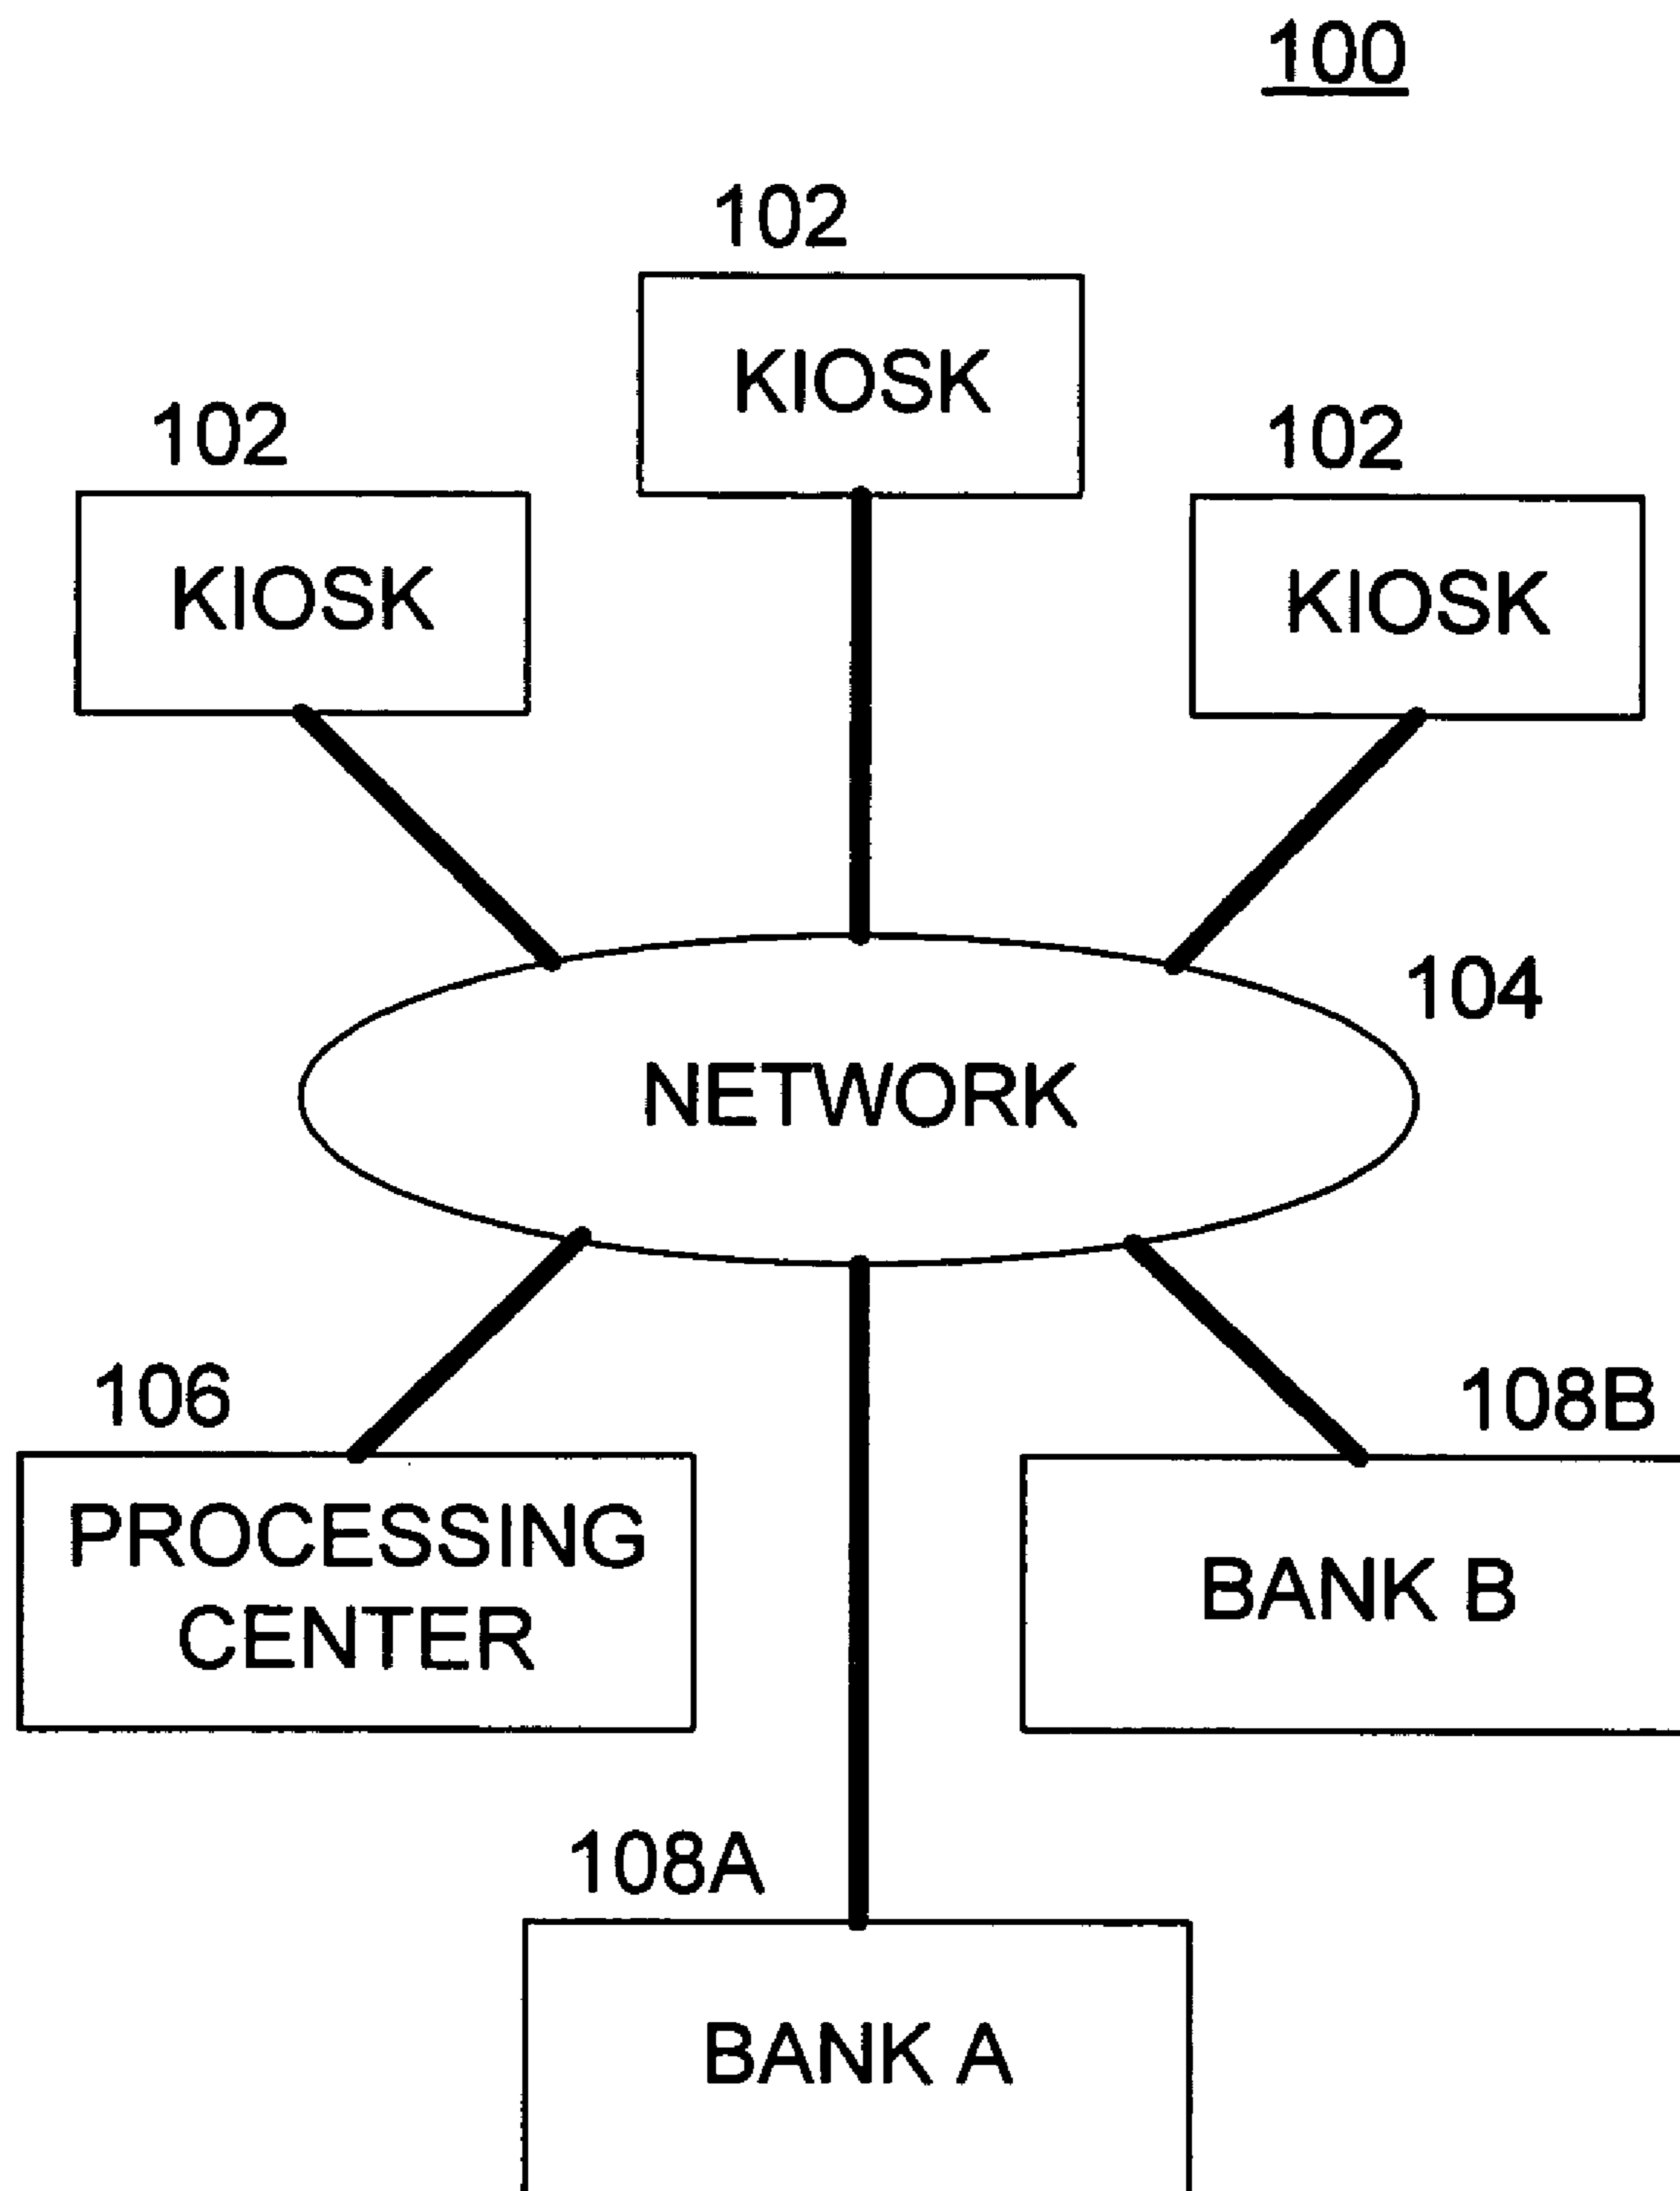 100
102
KIOSK
102
KIOSK
102
KIOSK
104
NETWORK
106
PROCESSING
CENTER
108B
BANK B
108A
BANK A